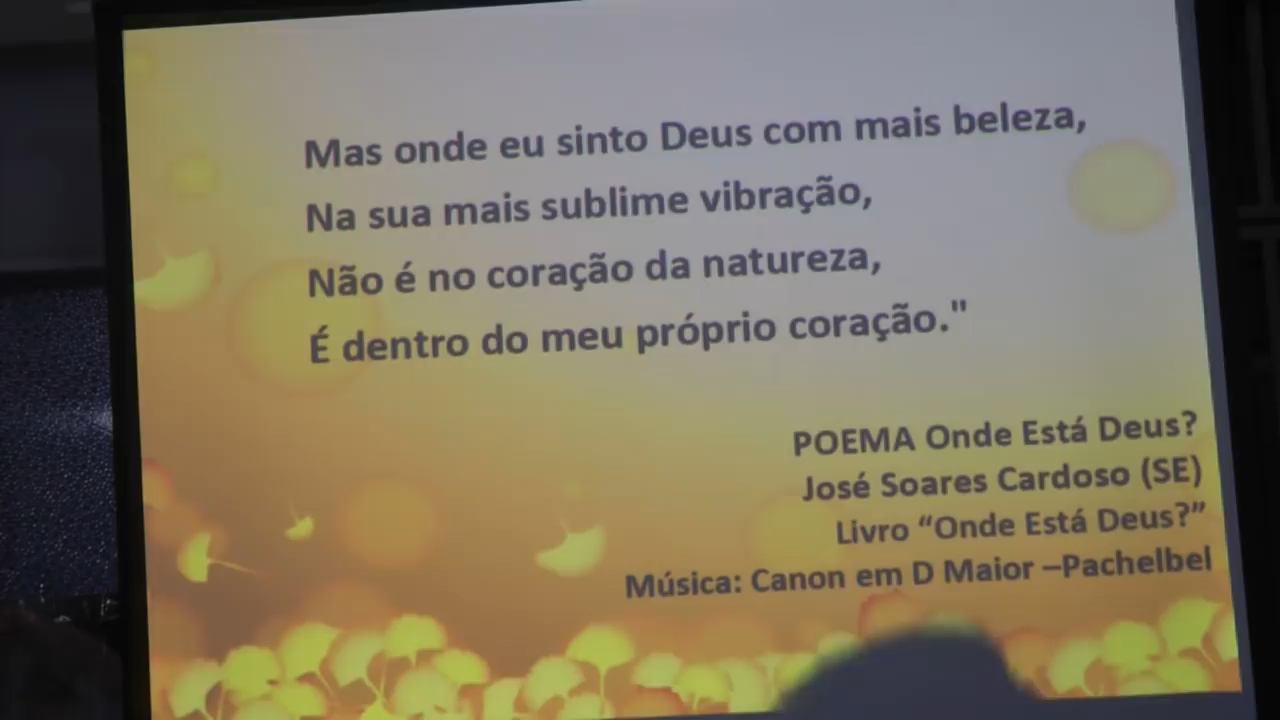 Mas onde eu sinto Deus com mais beleza,
Na sua mais sublime vibração,
Não é no coração da natureza,
É dentro do meu próprio coração."
POEMA Onde Está Deus?
José Soares Cardoso (SE)
Livro “Onde Está Deus?”
Música: Canon em D Maior –Pachelbel